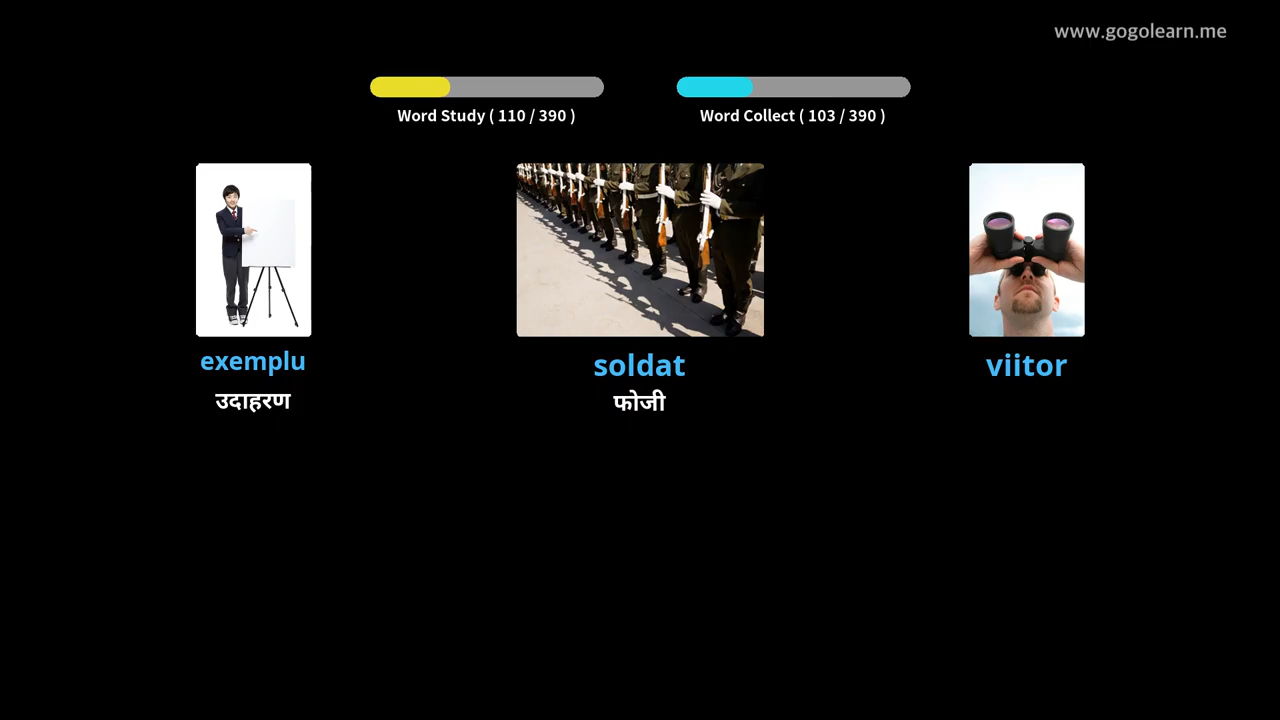 www.gogolearn.me
Word Study ( 110 / 390 )
Word Collect ( 103 / 390 )
exemplu
उदाहरण
soldat
फोजी
viitor